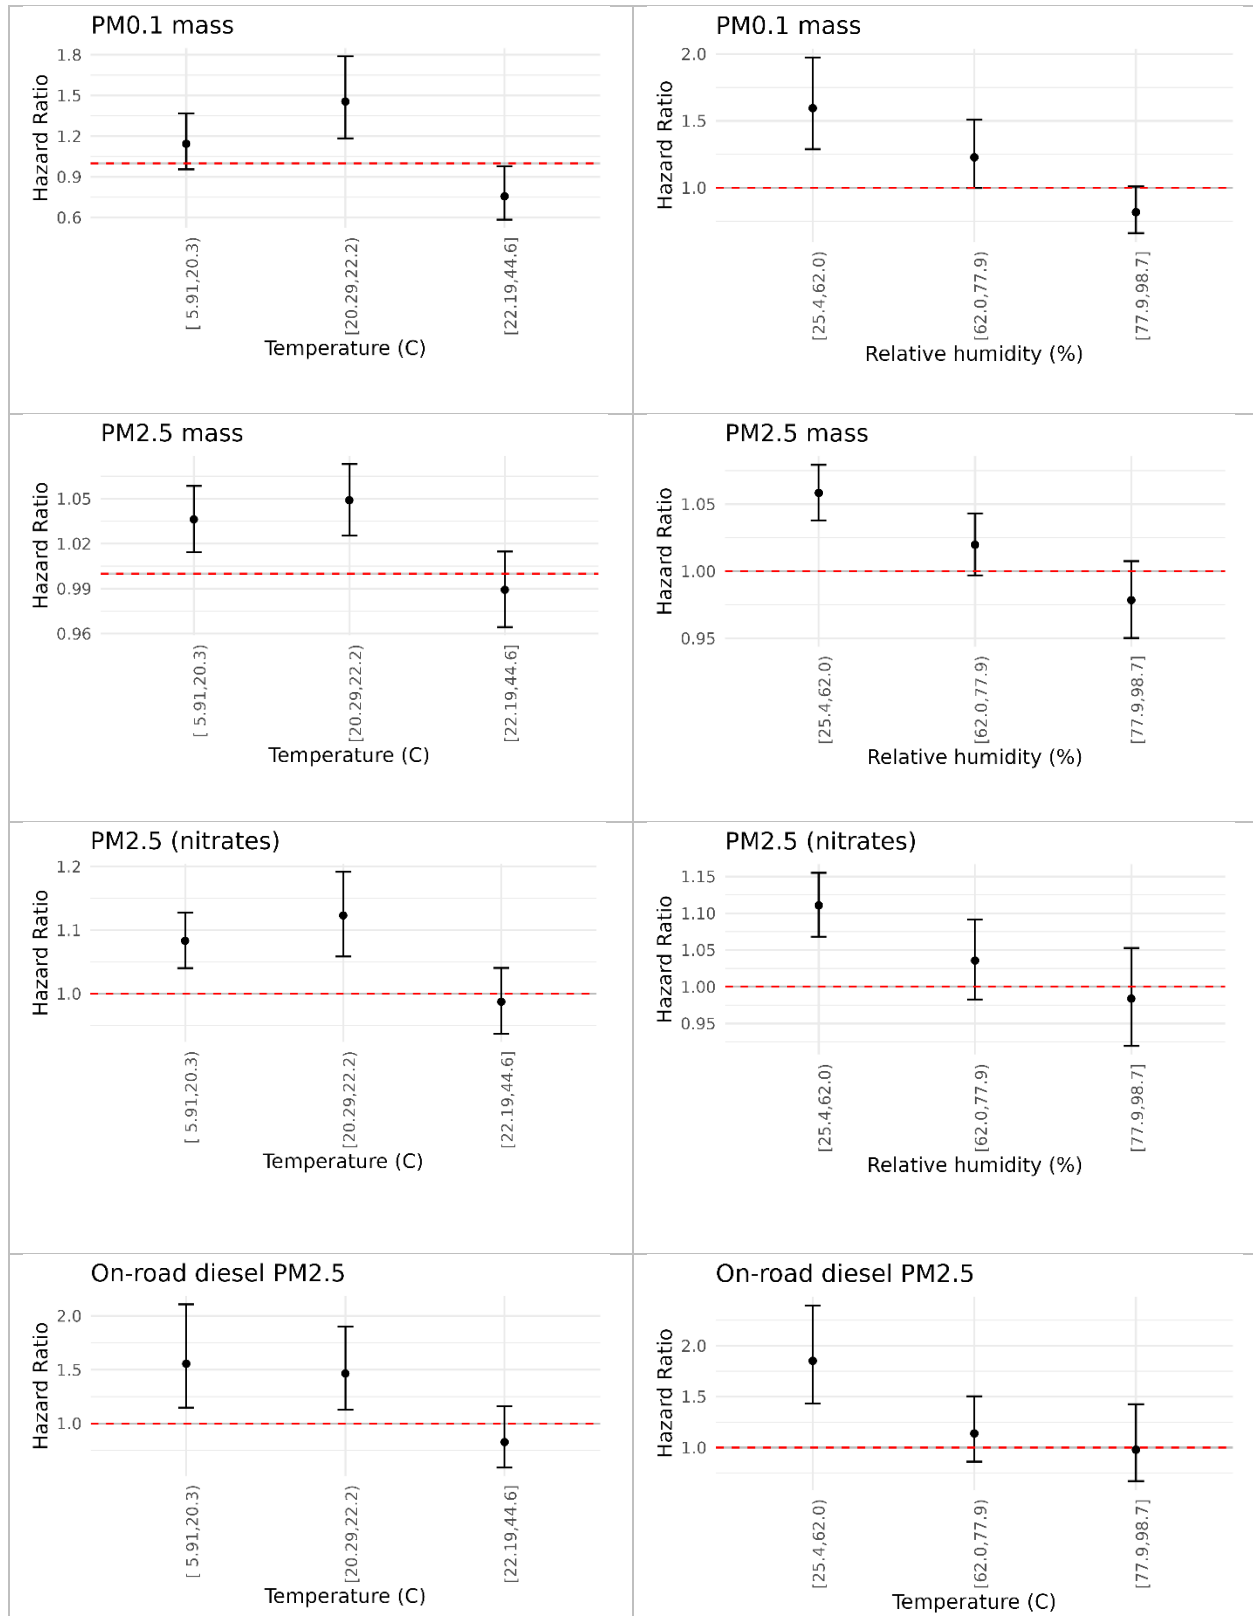 PM0.1 mass
Hazard Ratio
1.8
1.5
1.2
0.9
0.6
[ 5.91,20.3)
[20.29,22.2)
[22.19,44.6]
Temperature (C)
PM0.1 mass
Hazard Ratio
2.0
1.5
1.0
[25.4,62.0)
[62.0,77.9)
[77.9,98.7]
Relative humidity (%)
PM2.5 mass
Hazard Ratio
1.05
1.02
0.99
0.96
[ 5.91,20.3)
[20.29,22.2)
[22.19,44.6]
Temperature (C)
PM2.5 mass
Hazard Ratio
1.05
1.00
0.95
[25.4,62.0)
[62.0,77.9)
[77.9,98.7]
Relative humidity (%)
PM2.5 (nitrates)
Hazard Ratio
1.2
1.1
1.0
[ 5.91,20.3)
[20.29,22.2)
[22.19,44.6]
Temperature (C)
PM2.5 (nitrates)
Hazard Ratio
1.15
1.10
1.05
1.00
0.95
[25.4,62.0)
[62.0,77.9)
[77.9,98.7]
Relative humidity (%)
On-road diesel PM2.5
Hazard Ratio
2.0
1.5
1.0
[ 5.91,20.3)
[20.29,22.2)
[22.19,44.6]
Temperature (C)
On-road diesel PM2.5
Hazard Ratio
2.0
1.5
1.0
[25.4,62.0)
[62.0,77.9)
[77.9,98.7]
Temperature (C)